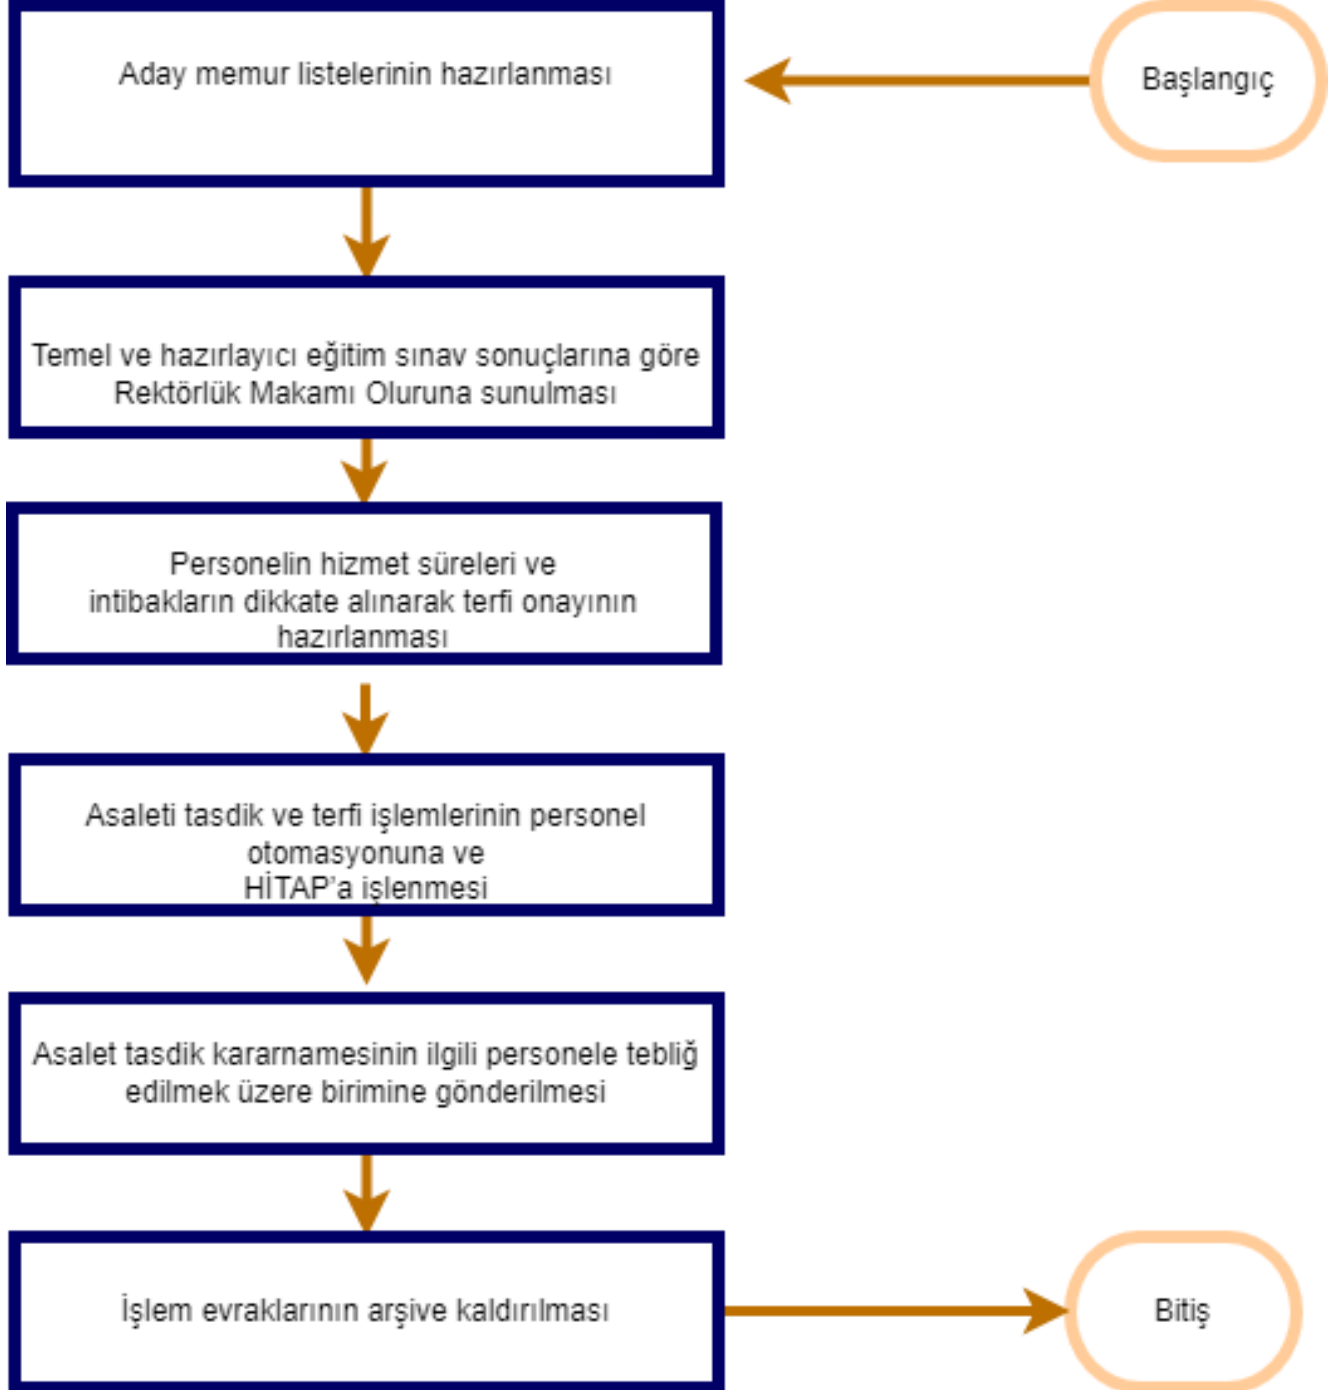 Başlangıç
Aday memur listelerinin hazırlanması
Temel ve hazırlayıcı eğitim sınav sonuçlarına göre
Rektörlük Makamı Oluruna sunulması
Personelin hizmet süreleri ve
intibakların dikkate alınarak terfi onayının
hazırlanması
Asaleti tasdik ve terfi işlemlerinin personel
otomasyonuna ve
HİTAP’a işlenmesi
Asalet tasdik kararnamesinin ilgili personele tebliğ
edilmek üzere birimine gönderilmesi
İşlem evraklarının arşive kaldırılması
Bitiş